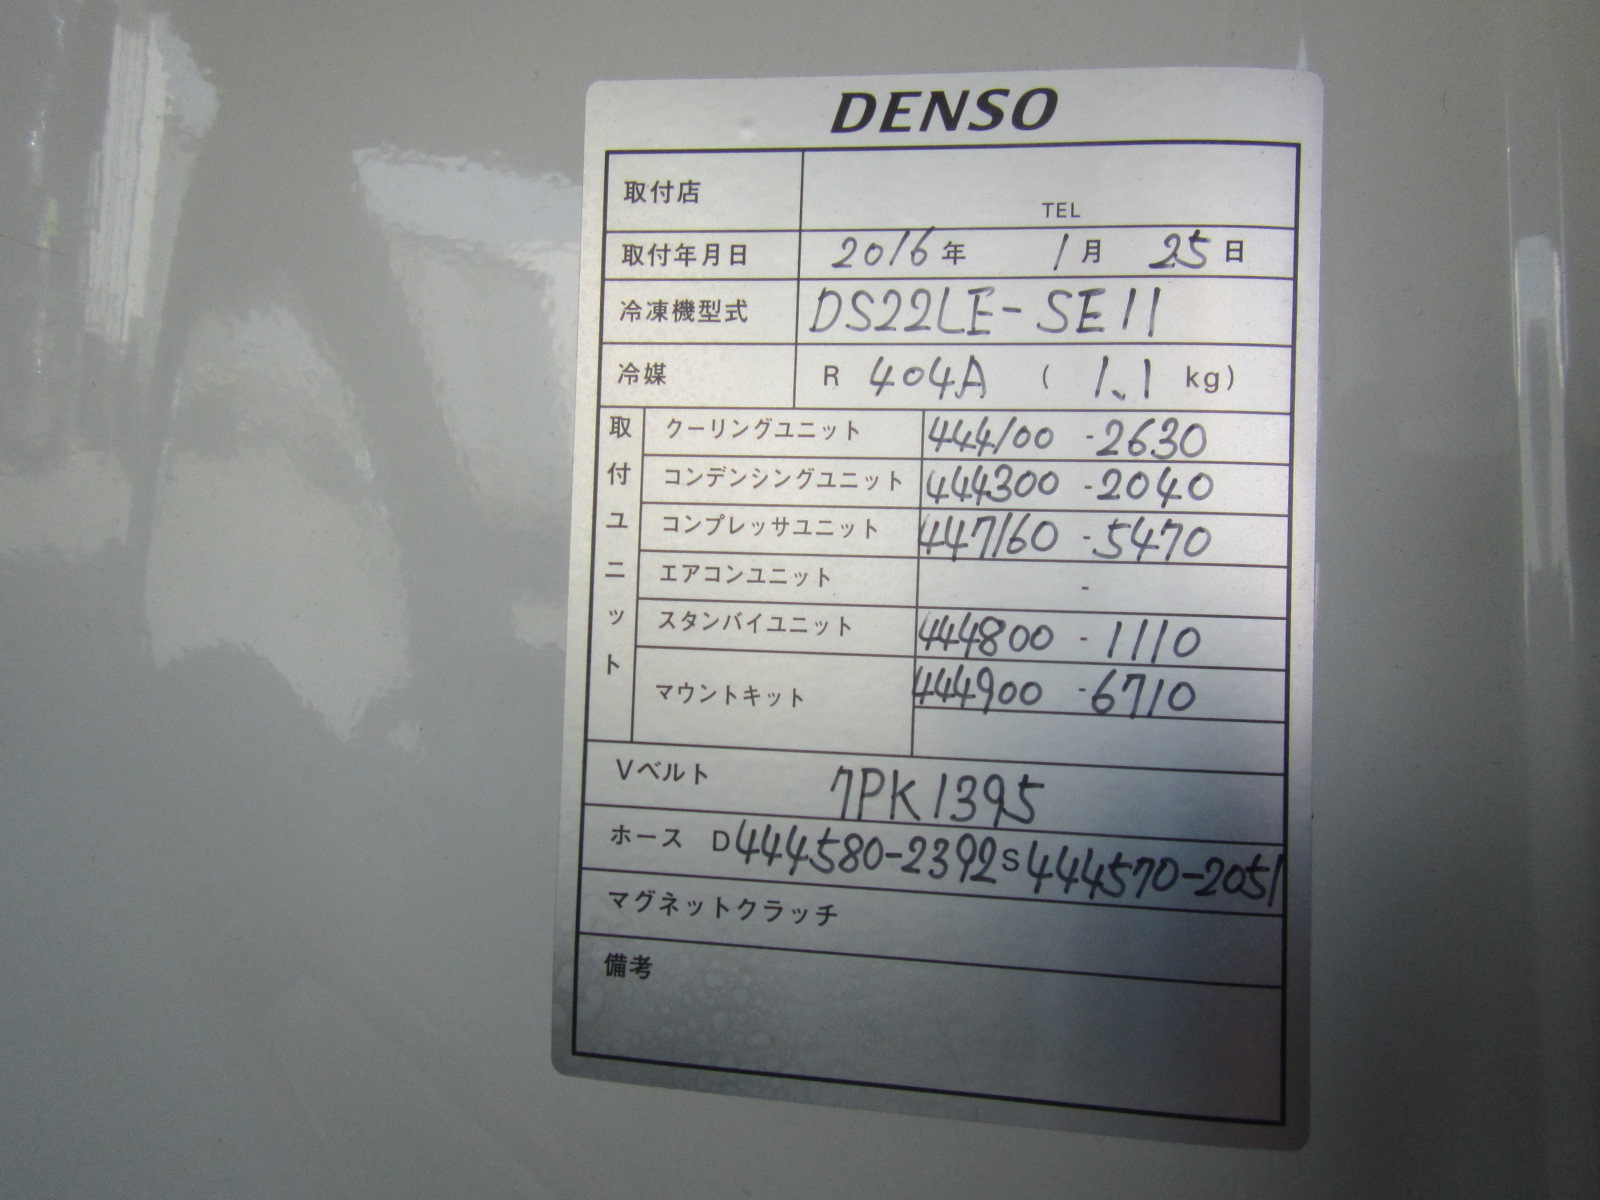 DENSO
取付店 TEL
取付年月日 2016年 1月 25日
冷凍機型式 DS22LE-SE11
冷媒 R 404A ( 1.1 kg)
取付ユニット
クーリングユニット 444100 -2630
コンデンシングユニット 444300 -2040
コンプレッサユニット 447160 -5470
エアコンユニット -
スタンバイユニット 444800 -1110
マウントキット 444900 -6710
Vベルト 7PK1395
ホース D444580-2392 S444570-2051
マグネットクラッチ
備考